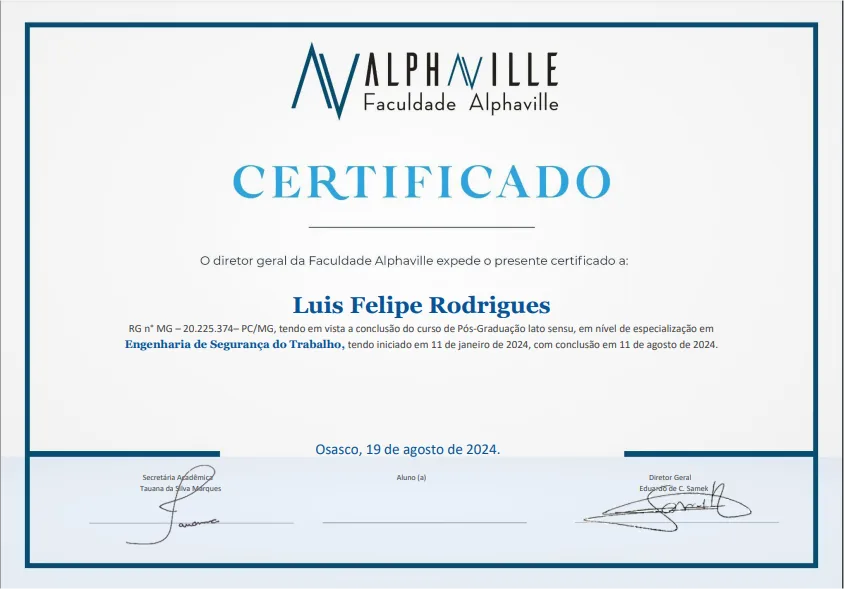 ALPHAVILLE
Faculdade Alphaville
CERTIFICADO
O diretor geral da Faculdade Alphaville expede o presente certificado a:
Luis Felipe Rodrigues
RG n° MG – 20.225.374– PC/MG, tendo em vista a conclusão do curso de Pós-Graduação lato sensu, em nível de especialização em
Engenharia de Segurança do Trabalho, tendo iniciado em 11 de janeiro de 2024, com conclusão em 11 de agosto de 2024.
Osasco, 19 de agosto de 2024.
Secretária Acadêmica
Tauana da Silva Marques
Aluno (a)
Diretor Geral
Eduardo de C. Samek